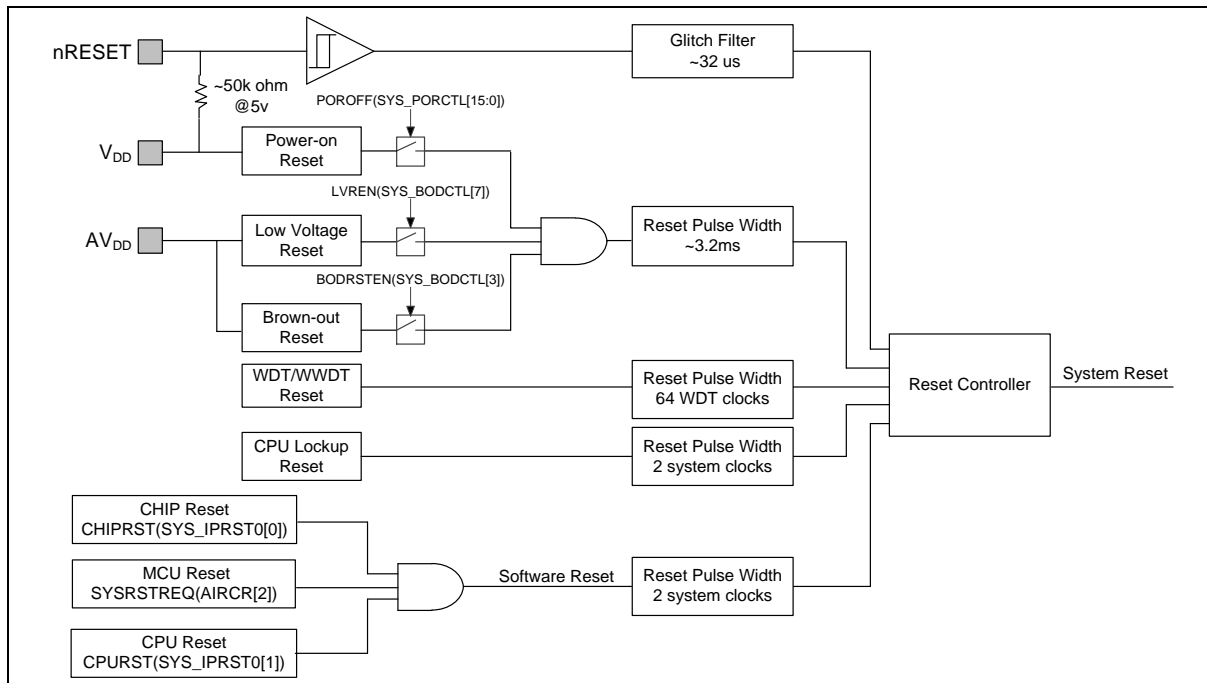 nRESET
Glitch Filter
~32 us
~50k ohm
@5v
POROFF(SYS_PORCTL[15:0])
VDD
Power-on
Reset
LVREN(SYS_BODCTL[7])
AVDD
Low Voltage
Reset
Reset Pulse Width
~3.2ms
BODRSTEN(SYS_BODCTL[3])
Brown-out
Reset
WDT/WWDT
Reset
Reset Pulse Width
64 WDT clocks
Reset Controller
System Reset
CPU Lockup
Reset
Reset Pulse Width
2 system clocks
CHIP Reset
CHIPRST(SYS_IPRST0[0])
MCU Reset
SYSRSTREQ(AIRCR[2])
Software Reset
Reset Pulse Width
2 system clocks
CPU Reset
CPURST(SYS_IPRST0[1])